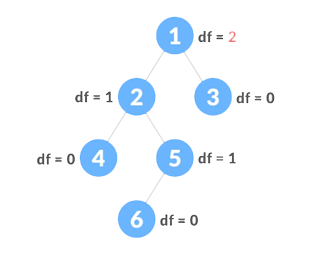 1 df = 2
df = 1 2 3 df = 0
df = 0 4 5 df = 1
6 df = 0